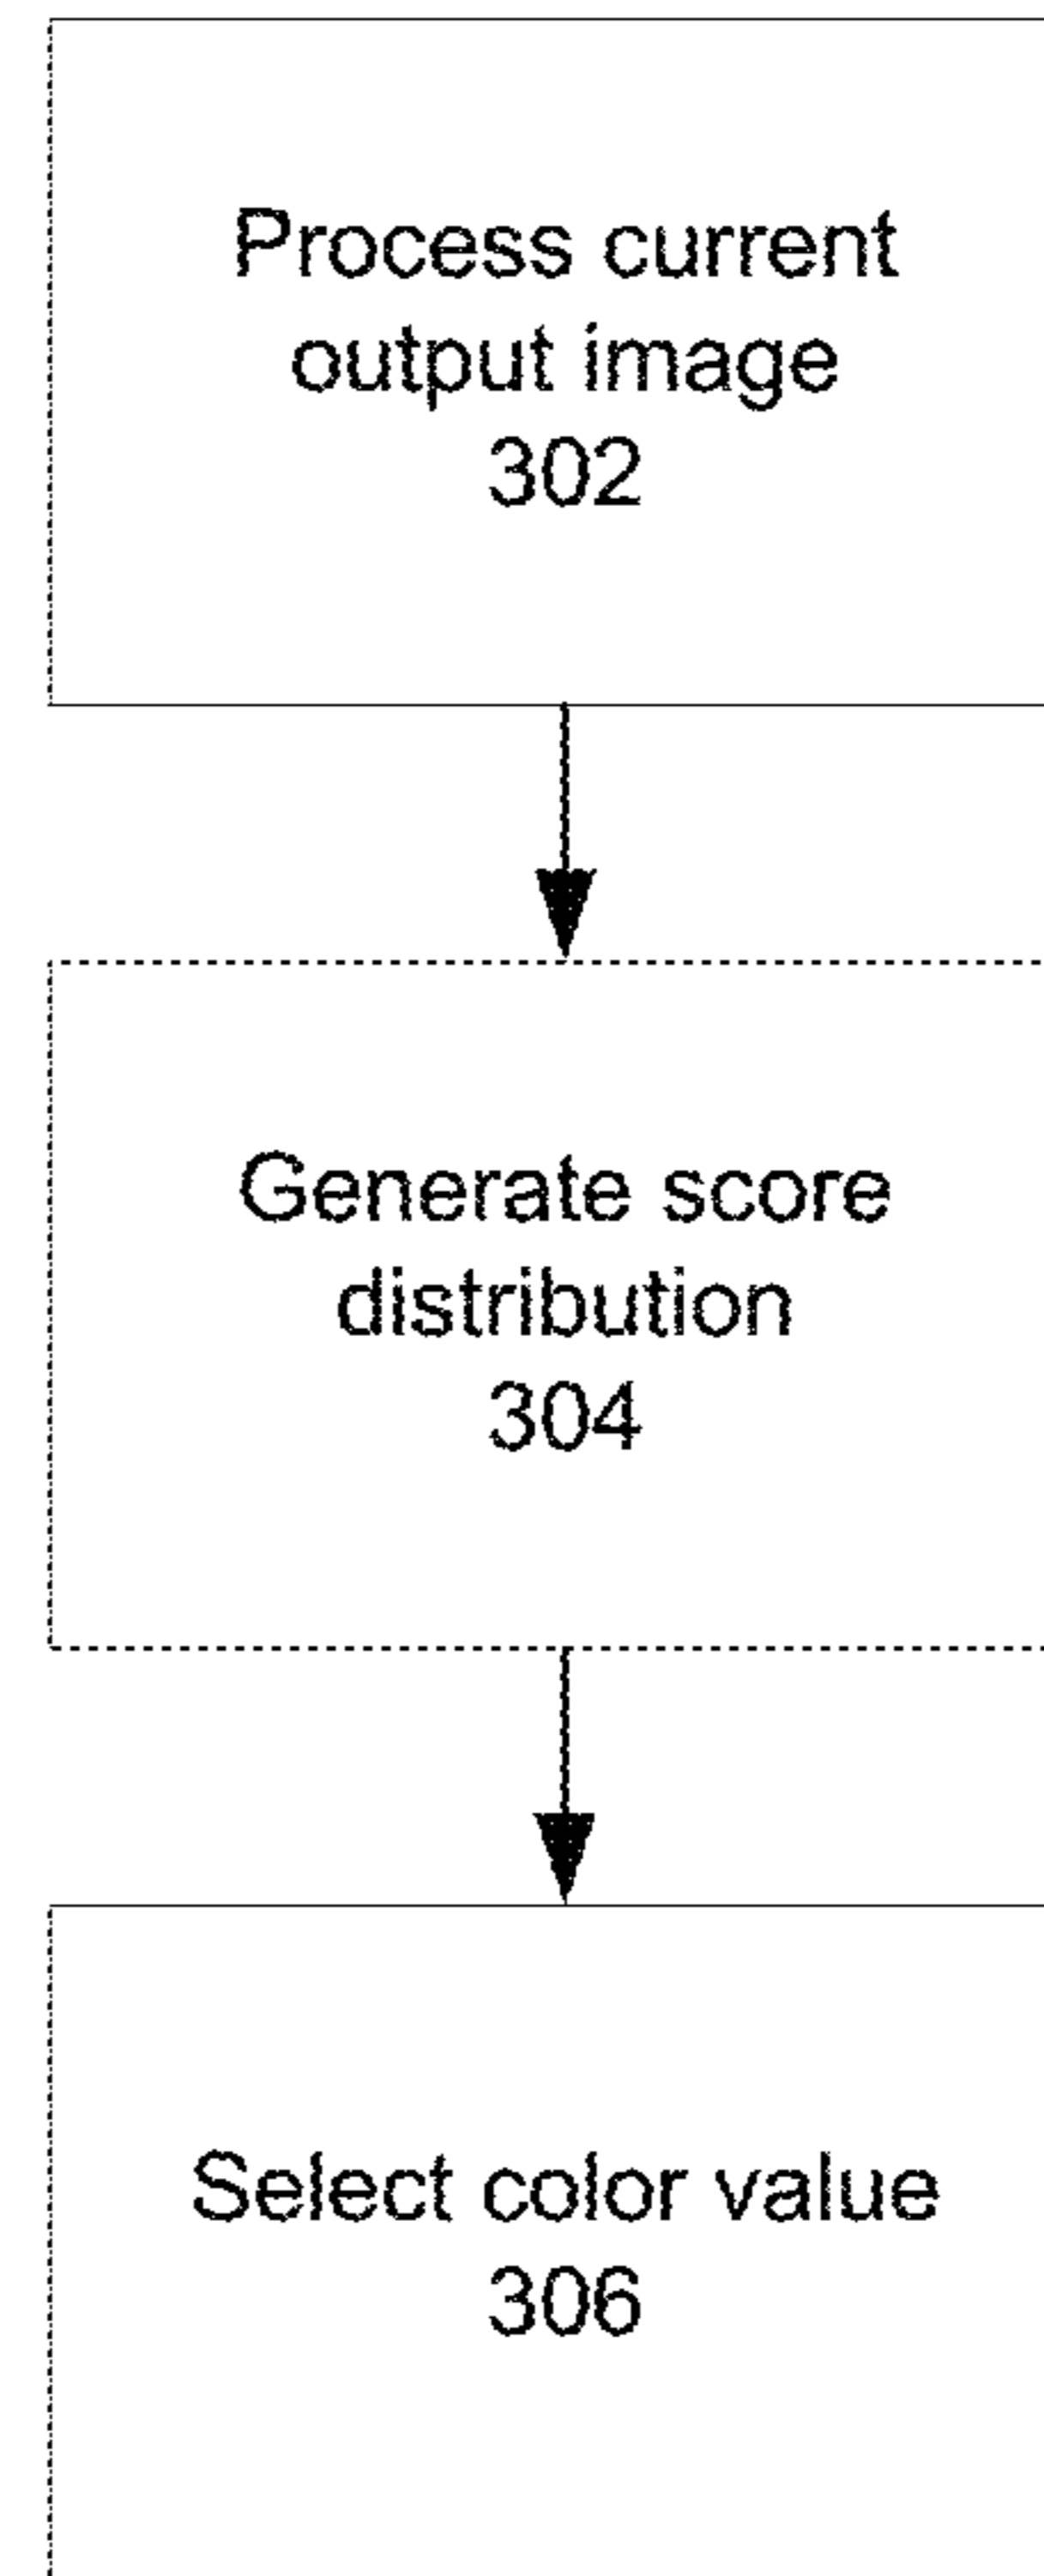 Process current
output image
302
Generate score
distribution
304
Select color value
306